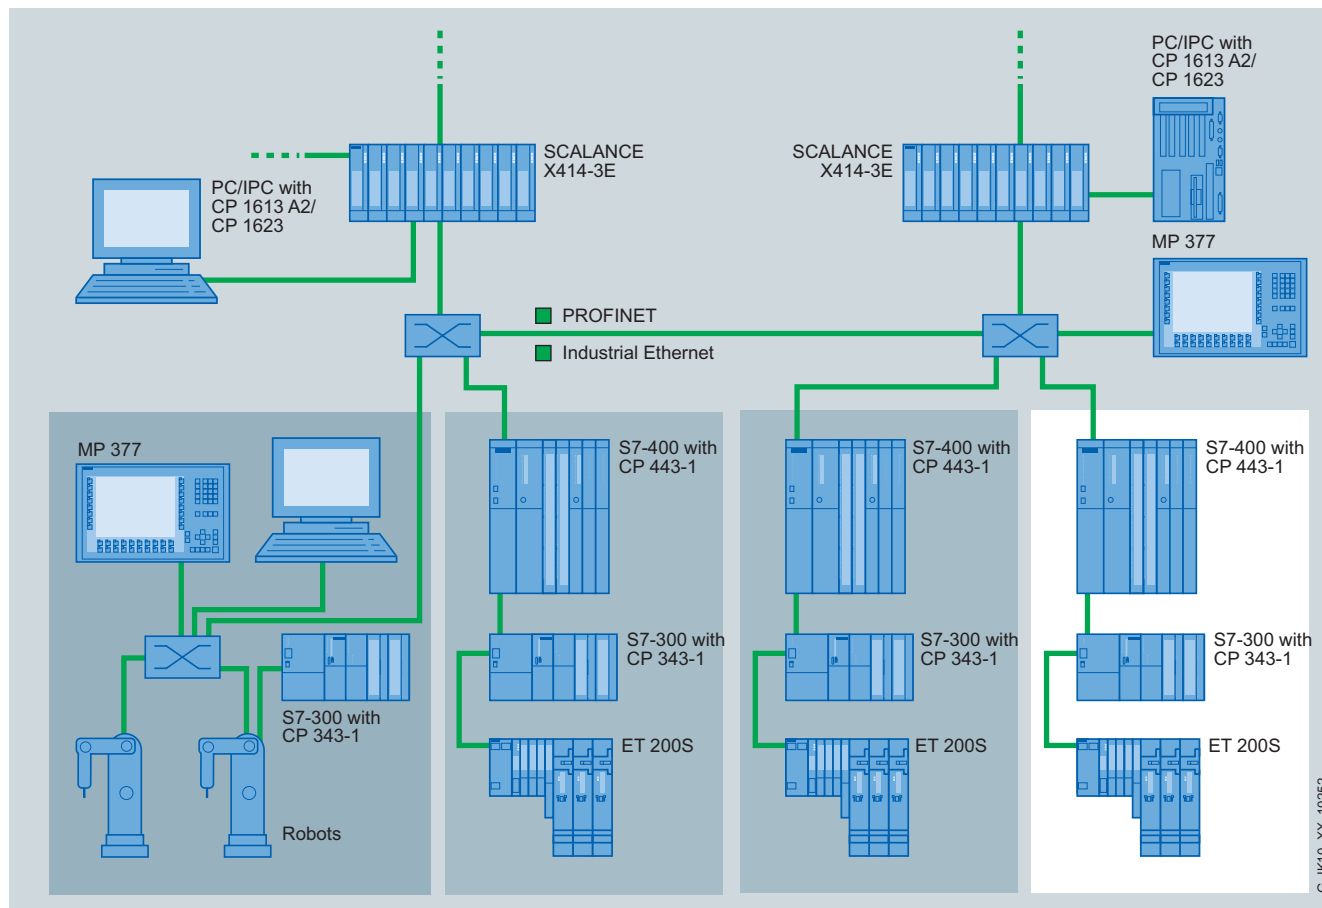 PC/IPC with
CP 1613 A2/
CP 1623
SCALANCE
X414-3E
SCALANCE
X414-3E
PC/IPC with
CP 1613 A2/
CP 1623
MP 377
PROFINET
Industrial Ethernet
MP 377
S7-300 with
CP 343-1
Robots
S7-400 with
CP 443-1
S7-300 with
CP 343-1
ET 200S
S7-400 with
CP 443-1
S7-300 with
CP 343-1
ET 200S
S7-400 with
CP 443-1
S7-300 with
CP 343-1
ET 200S